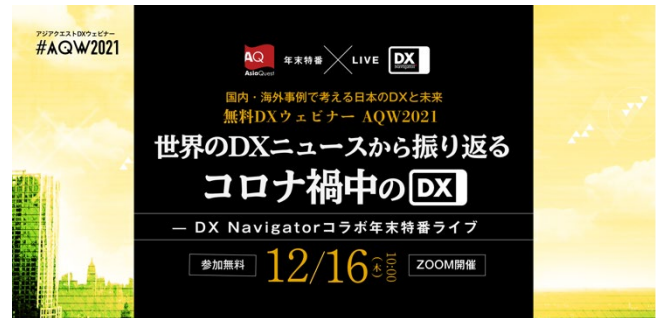 アジアクエストDXウェビナー
#AQW2021
AQ
AsiaQuest
年末特番
LIVE
DX
Navigator
国内・海外事例で考える日本のDXと未来
無料DXウェビナー AQW2021
世界のDXニュースから振り返る
コロナ禍中のDX
— DX Navigatorコラボ年末特番ライブ
参加無料
12/16(木)10:00
ZOOM開催